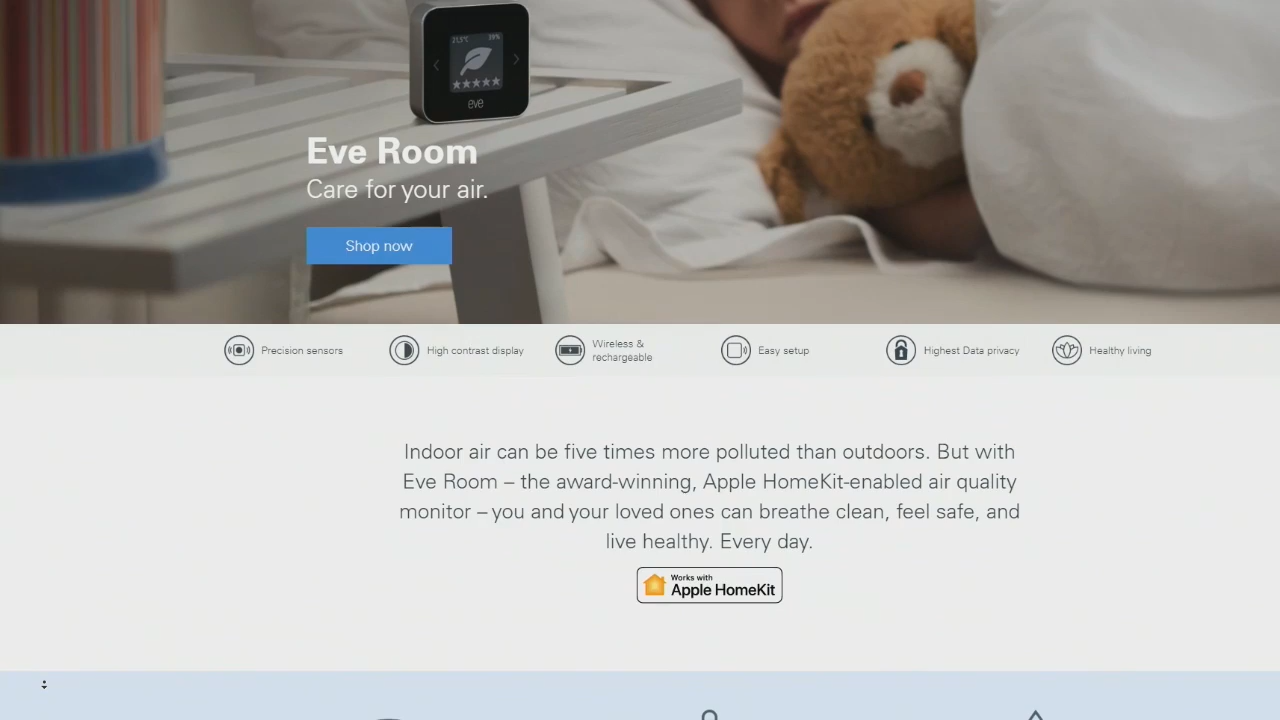 21,5°C 39%
eve
Eve Room
Care for your air.
Shop now
Precision sensors
High contrast display
Wireless &
rechargeable
Easy setup
Highest Data privacy
Healthy living
Indoor air can be five times more polluted than outdoors. But with
Eve Room – the award-winning, Apple HomeKit-enabled air quality
monitor – you and your loved ones can breathe clean, feel safe, and
live healthy. Every day.
Works with
Apple HomeKit